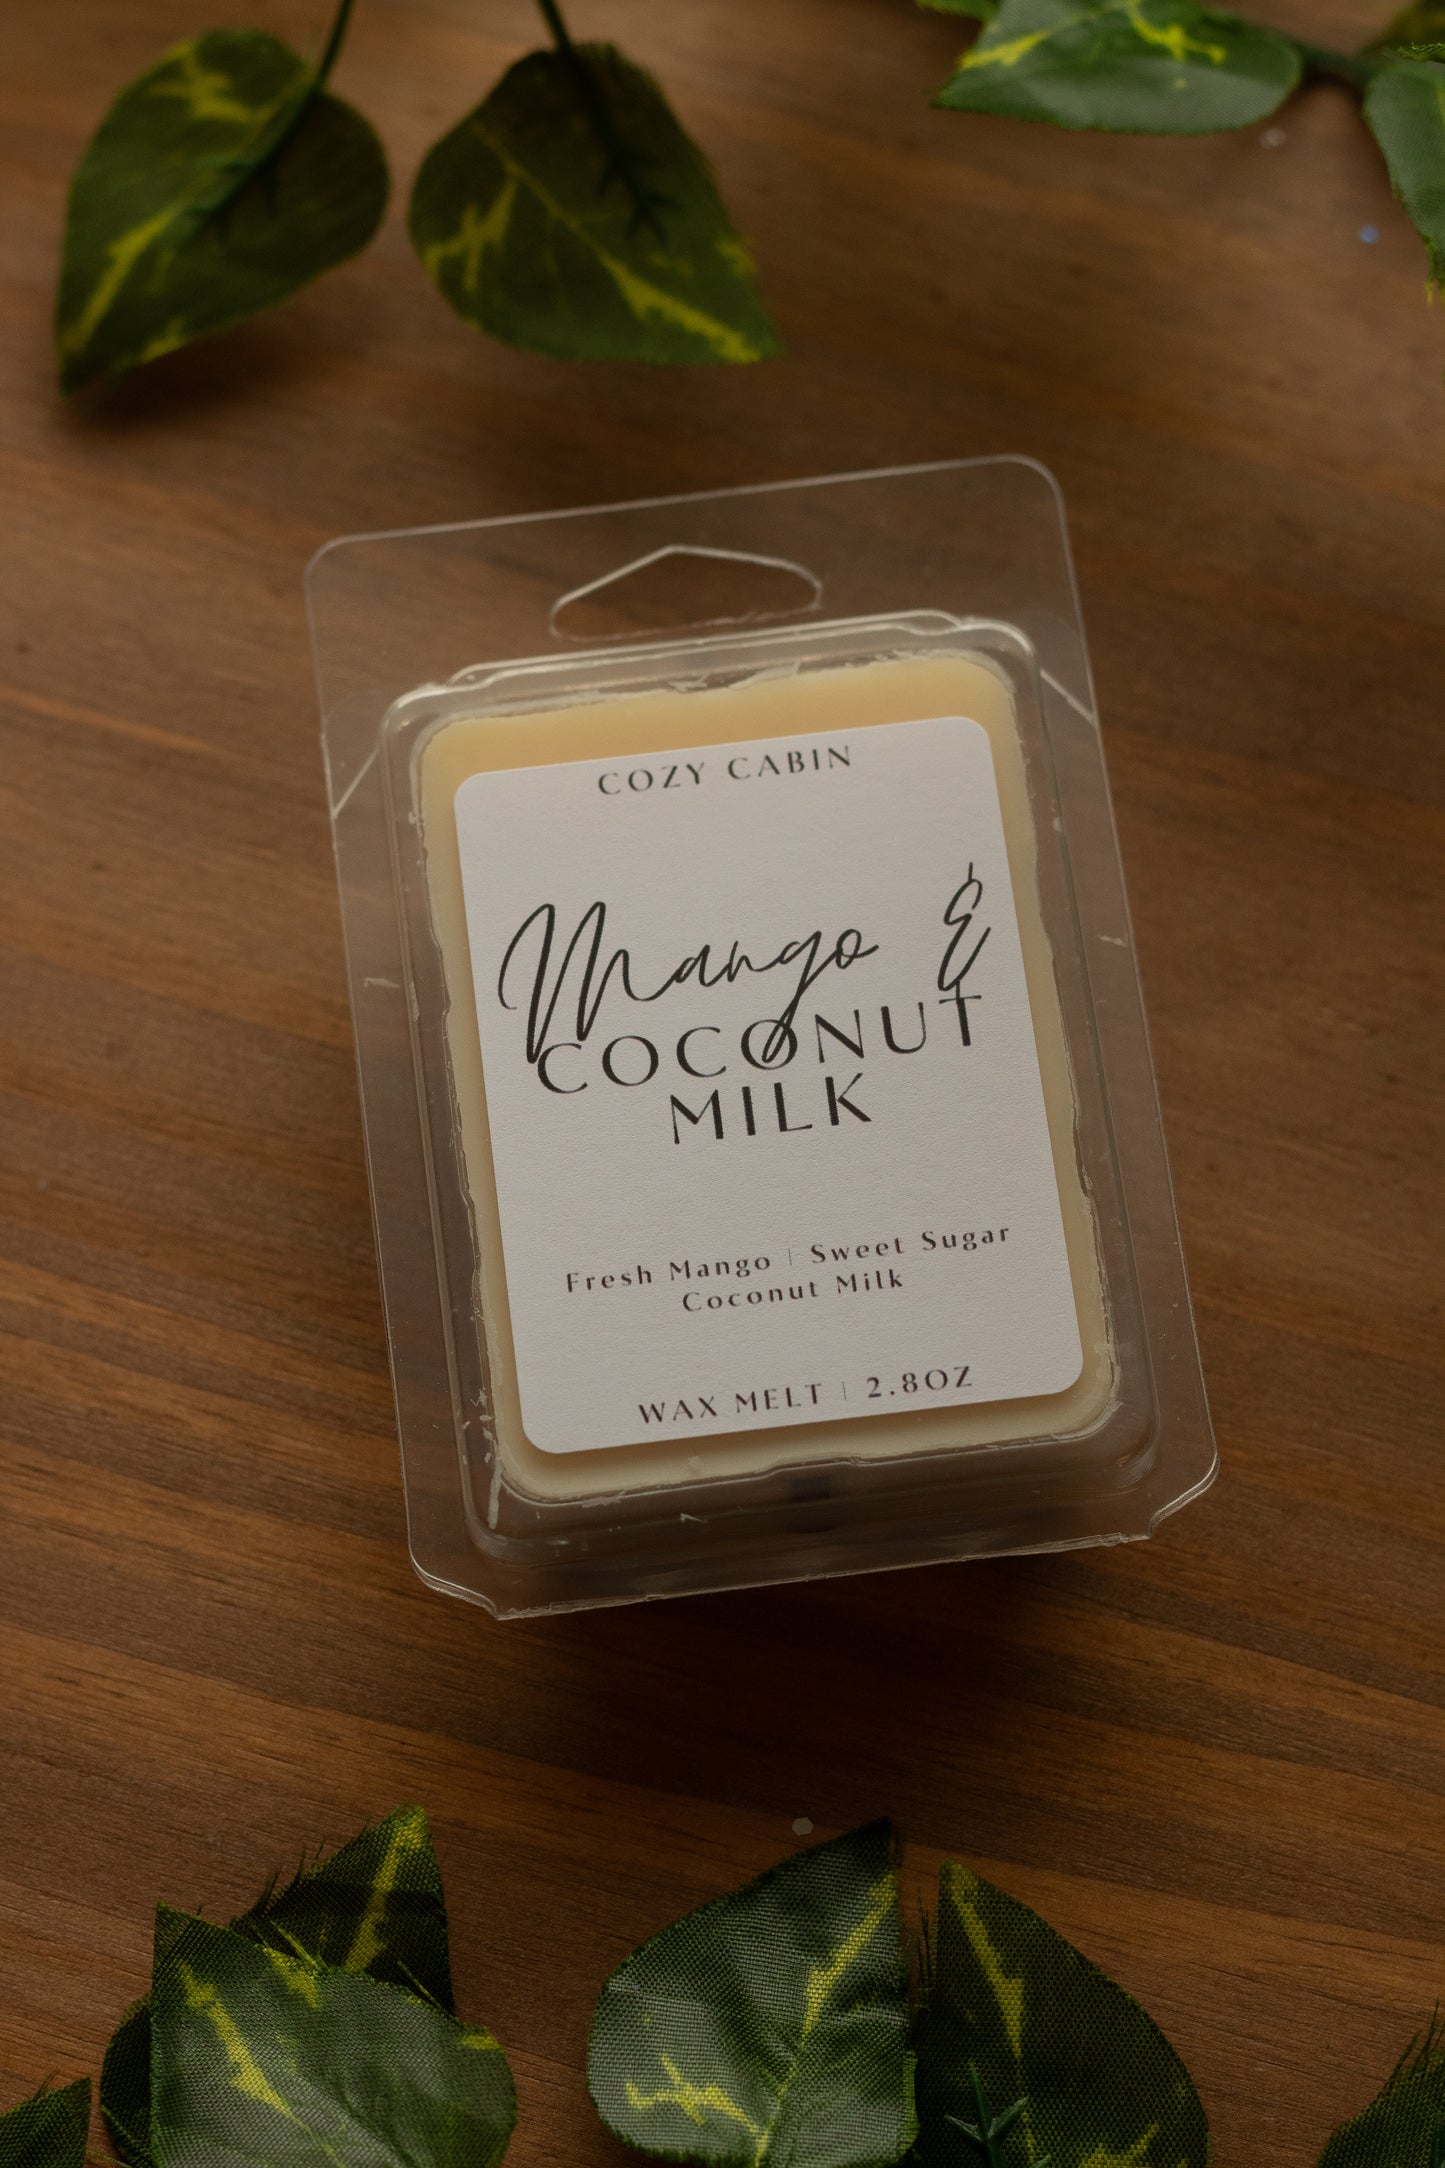 COZY CABIN
Mango &
COCONUT
MILK
Fresh Mango | Sweet Sugar
Coconut Milk
WAX MELT | 2.8OZ